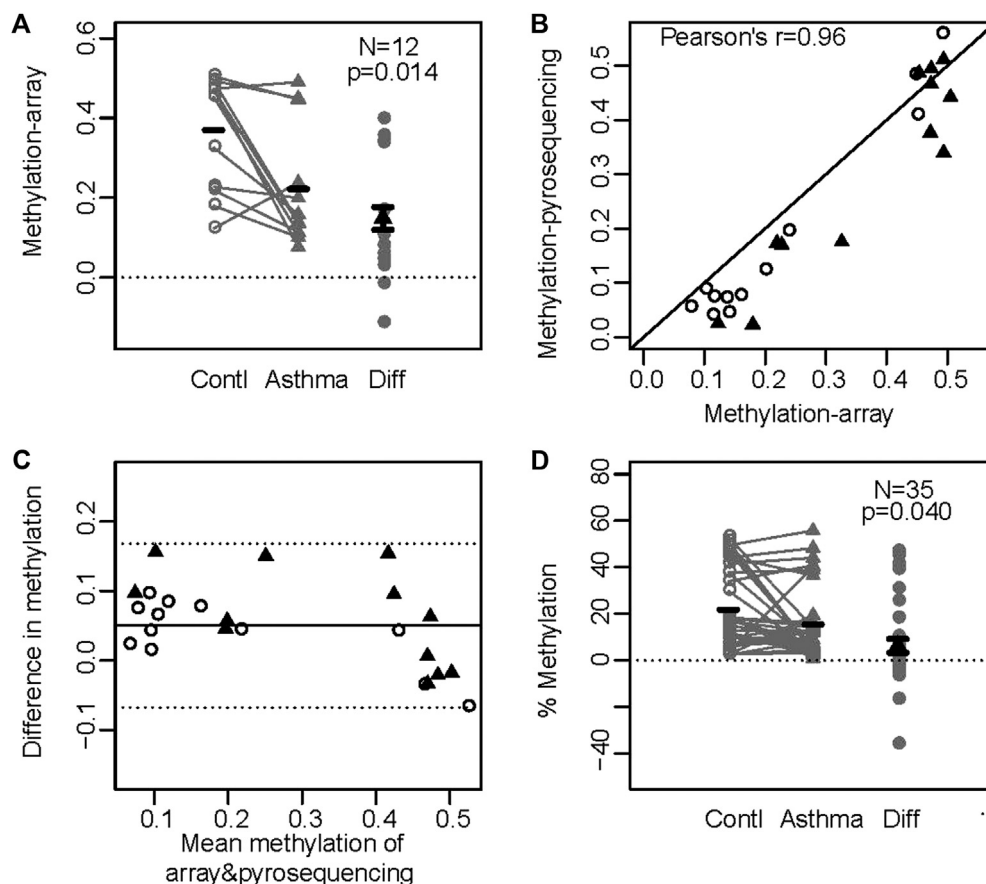 A
Methylation-array
0.0 0.2 0.4 0.6
N=12
p=0.014
Contl Asthma Diff
B
Methylation-pyrosequencing
0.0 0.1 0.2 0.3 0.4 0.5
Pearson's r=0.96
0.0 0.1 0.2 0.3 0.4 0.5
Methylation-array
C
Difference in methylation
−0.1 0.0 0.1 0.2
0.1 0.2 0.3 0.4 0.5
Mean methylation of
array&pyrosequencing
D
% Methylation
−40 0 20 40 60 80
N=35
p=0.040
Contl Asthma Diff